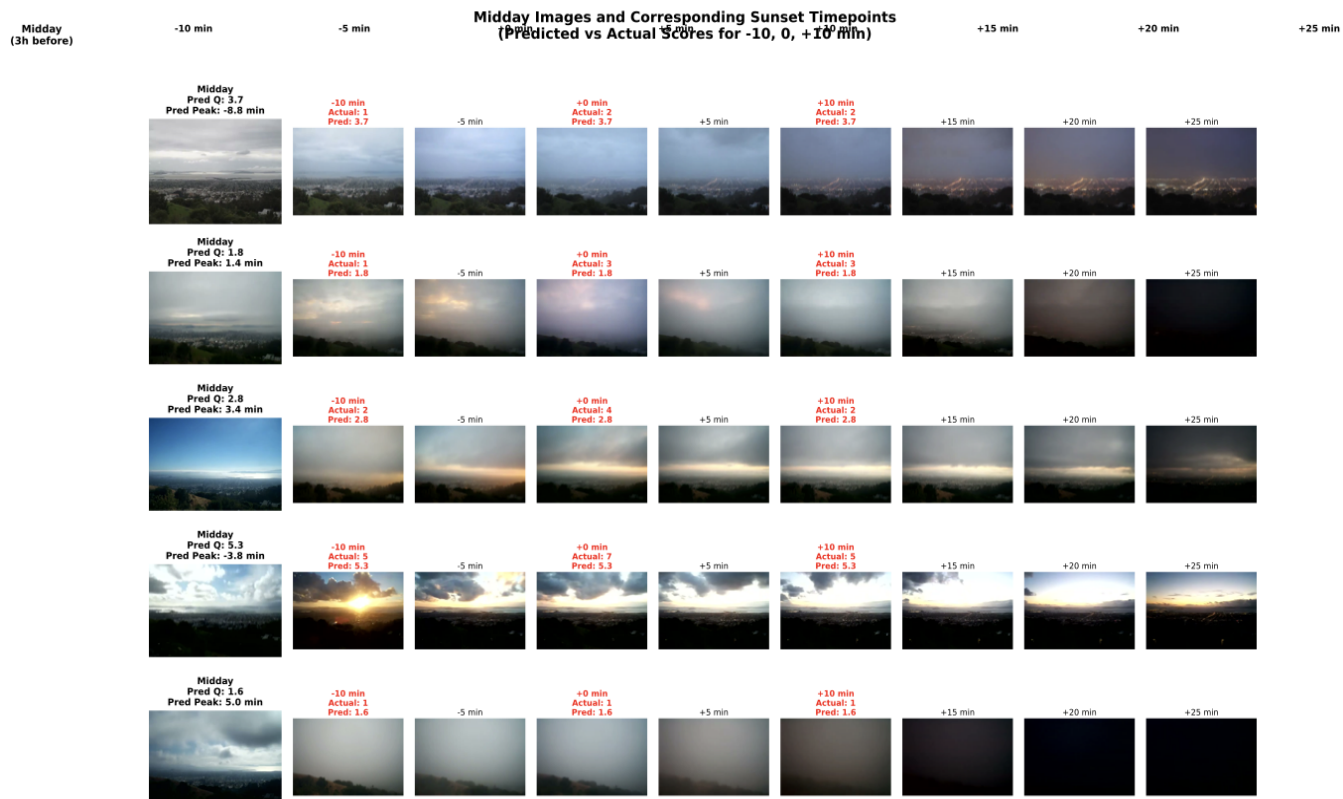 Midday Images and Corresponding Sunset Timepoints
(Predicted vs Actual Scores for -10, 0, +10 min)
Midday
(3h before)
-10 min
-5 min
+0 min
+5 min
+10 min
+15 min
+20 min
+25 min
Midday
Pred Q: 3.7
Pred Peak: -8.8 min
-10 min
Actual: 1
Pred: 3.7
-5 min
+0 min
Actual: 2
Pred: 3.7
+5 min
+10 min
Actual: 2
Pred: 3.7
+15 min
+20 min
+25 min
Midday
Pred Q: 1.8
Pred Peak: 1.4 min
-10 min
Actual: 1
Pred: 1.8
-5 min
+0 min
Actual: 3
Pred: 1.8
+5 min
+10 min
Actual: 3
Pred: 1.8
+15 min
+20 min
+25 min
Midday
Pred Q: 2.8
Pred Peak: 3.4 min
-10 min
Actual: 2
Pred: 2.8
-5 min
+0 min
Actual: 4
Pred: 2.8
+5 min
+10 min
Actual: 2
Pred: 2.8
+15 min
+20 min
+25 min
Midday
Pred Q: 5.3
Pred Peak: -3.8 min
-10 min
Actual: 5
Pred: 5.3
-5 min
+0 min
Actual: 7
Pred: 5.3
+5 min
+10 min
Actual: 5
Pred: 5.3
+15 min
+20 min
+25 min
Midday
Pred Q: 1.6
Pred Peak: 5.0 min
-10 min
Actual: 1
Pred: 1.6
-5 min
+0 min
Actual: 1
Pred: 1.6
+5 min
+10 min
Actual: 1
Pred: 1.6
+15 min
+20 min
+25 min